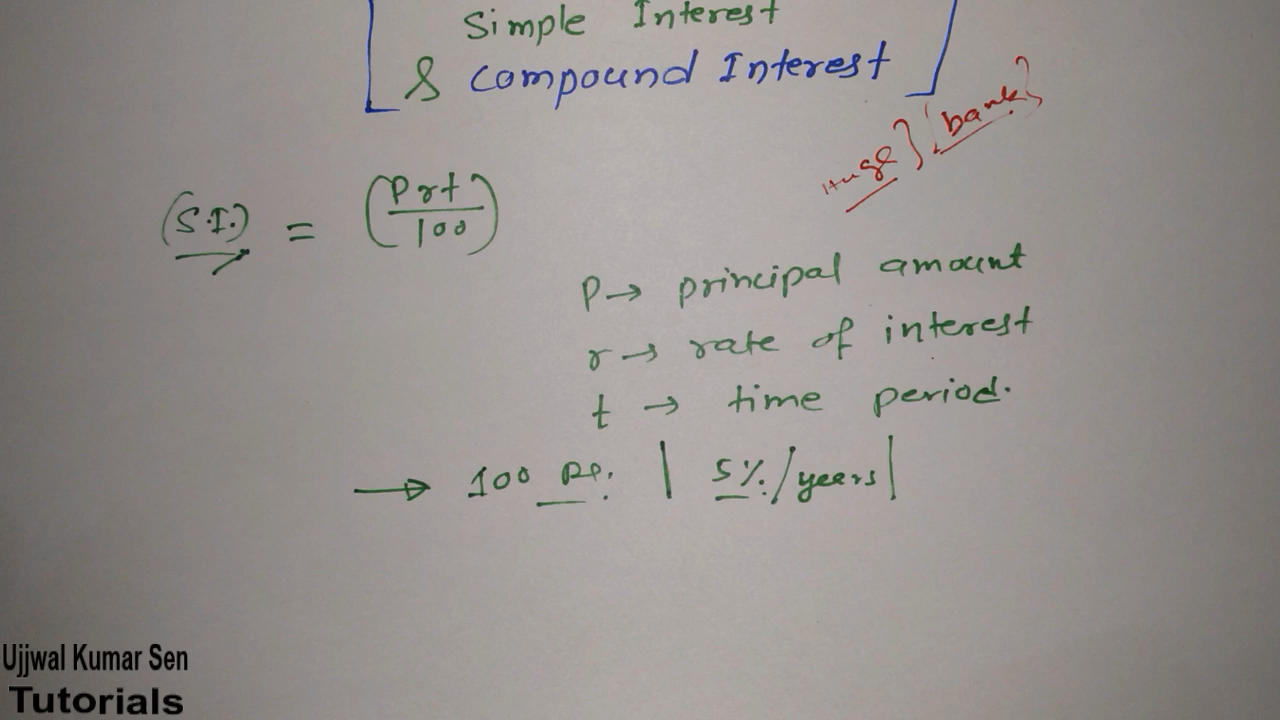 Simple Interest
& Compound Interest
Huge} {bank}
(S.I.) = (Prt/100)
P→ principal amount
r→ rate of interest
t → time period.
→ 100 Rs. | 5%/years|
Ujjwal Kumar Sen
Tutorials